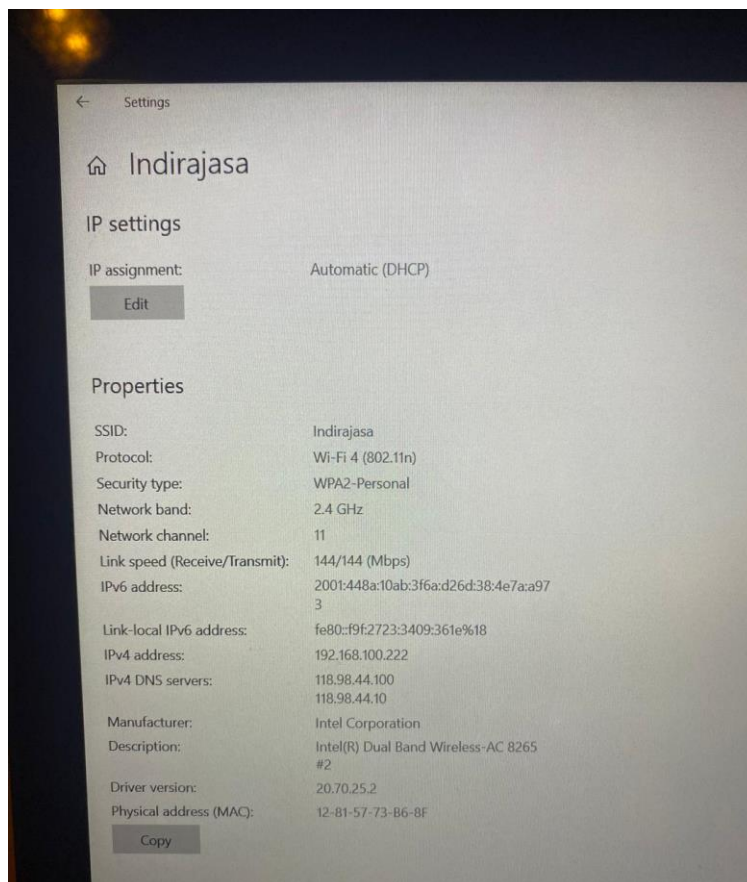 ← Settings
Indirajasa
IP settings
IP assignment: Automatic (DHCP)
Edit
Properties
SSID: Indirajasa
Protocol: Wi-Fi 4 (802.11n)
Security type: WPA2-Personal
Network band: 2.4 GHz
Network channel: 11
Link speed (Receive/Transmit): 144/144 (Mbps)
IPv6 address: 2001:448a:10ab:3f6a:d26d:38:4e7a:a97
3
Link-local IPv6 address: fe80::f9f:2723:3409:361e%18
IPv4 address: 192.168.100.222
IPv4 DNS servers: 118.98.44.100
118.98.44.10
Manufacturer: Intel Corporation
Description: Intel(R) Dual Band Wireless-AC 8265
#2
Driver version: 20.70.25.2
Physical address (MAC): 12-81-57-73-B6-8F
Copy